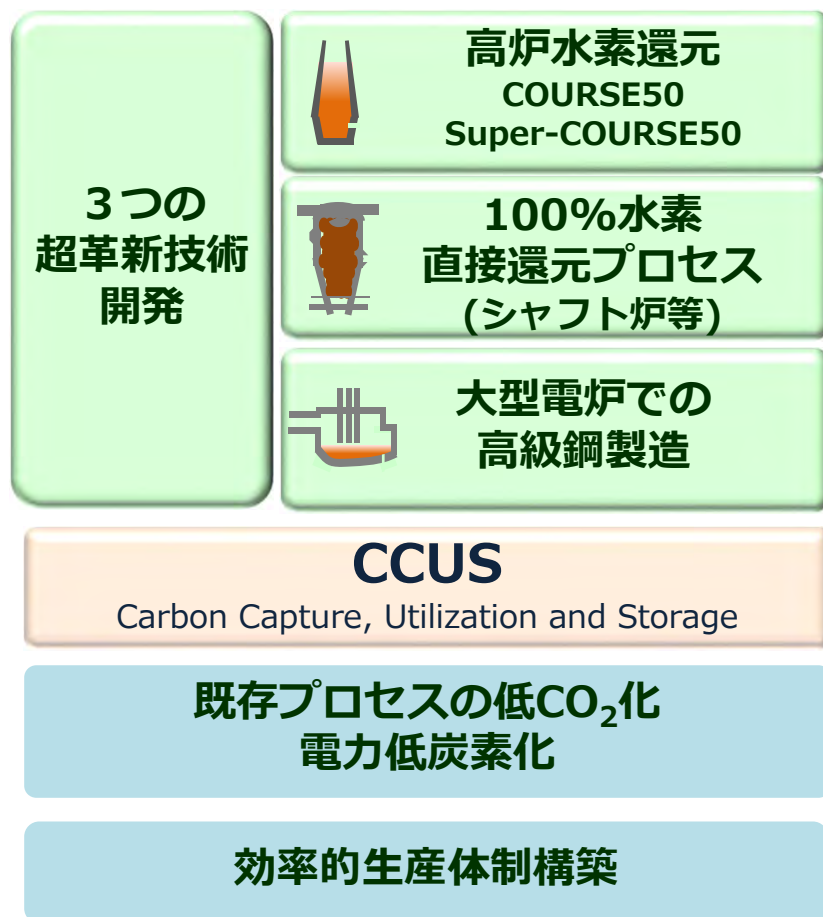 ３つの
超革新技術
開発
高炉水素還元
COURSE50
Super-COURSE50
100%水素
直接還元プロセス
(シャフト炉等)
大型電炉での
高級鋼製造
CCUS
Carbon Capture, Utilization and Storage
既存プロセスの低CO₂化
電力低炭素化
効率的生産体制構築